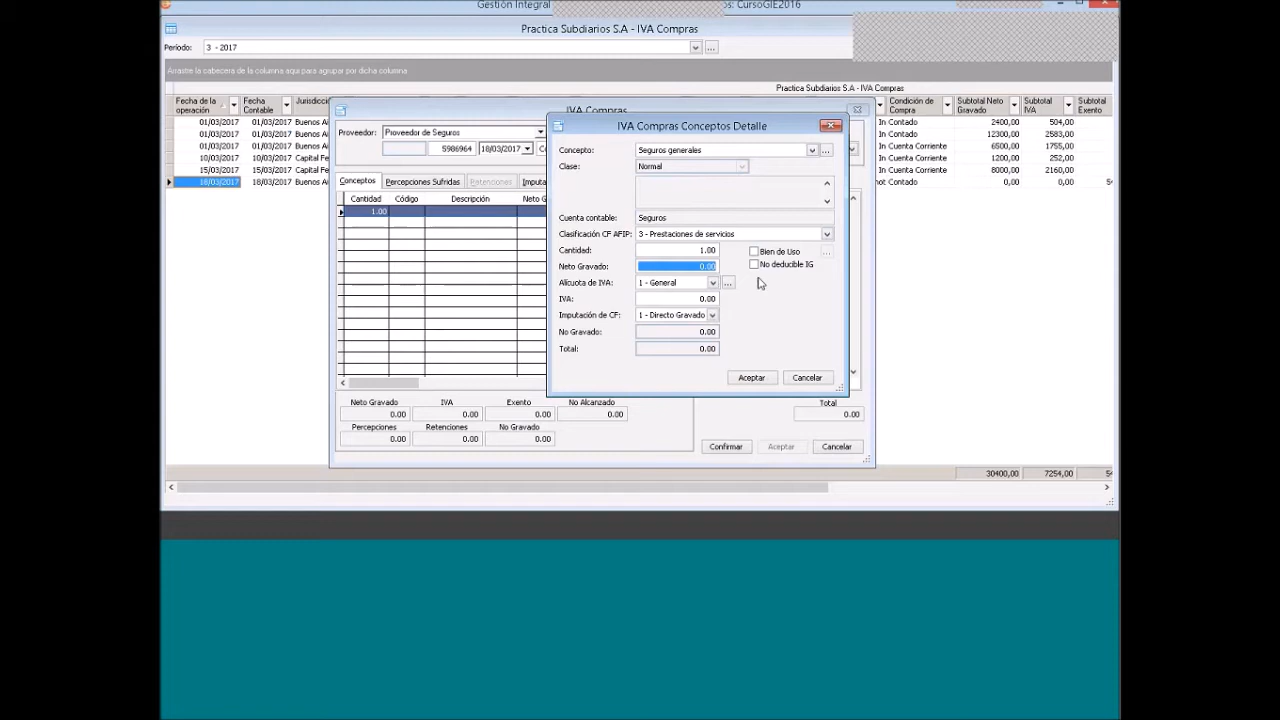 Gestión Integral
os: CursoGIE2016
Practica Subdiarios S.A - IVA Compras
Período: 3 - 2017
Arrastre la cabecera de la columna aqui para agrupar por dicha columna
Practica Subdiarios S.A - IVA Compras
Fecha de la operación Fecha Contable Jurisdicci Condición de Compra Subtotal Neto Gravado Subtotal IVA Subtotal Exento
01/03/2017 01/03/2017 Buenos Ai In Contado 2400,00 504,00
01/03/2017 01/03/2017 Buenos Ai In Contado 12300,00 2583,00
01/03/2017 01/03/2017 Buenos Ai In Cuenta Corriente 6500,00 1755,00
10/03/2017 10/03/2017 Capital Fe In Cuenta Corriente 1200,00 252,00
15/03/2017 15/03/2017 Capital Fe In Cuenta Corriente 8000,00 2160,00
18/03/2017 18/03/2017 Buenos A not Contado 0,00 0,00 54
30400,00 7254,00 54
IVA Compras
Proveedor: Proveedor de Seguros
5986964 18/03/2017 Co
Conceptos Percepciones Sufridas Retenciones Imputa
Cantidad Código Descripción Neto G
1.00
Neto Gravado IVA Exento No Alcanzado Total
0.00 0.00 0.00 0.00 0.00
Percepciones Retenciones No Gravado
0.00 0.00 0.00
Confirmar Aceptar Cancelar
IVA Compras Conceptos Detalle
Concepto: Seguros generales
Clase: Normal
Cuenta contable: Seguros
Clasificación CF AFIP: 3 - Prestaciones de servicios
Cantidad: 1.00 Bien de Uso
Neto Gravado: 0.00 No deducible IG
Alícuota de IVA: 1 - General
IVA: 0.00
Imputación de CF: 1 - Directo Gravado
No Gravado: 0.00
Total: 0.00
Aceptar Cancelar